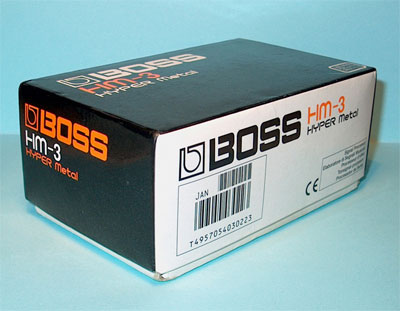 BOSS
HM-3
HYPER Metal
BOSS
HM-3
HYPER Metal
BOSS
HM-3
HYPER Metal
JAN
T4957054030223
CE